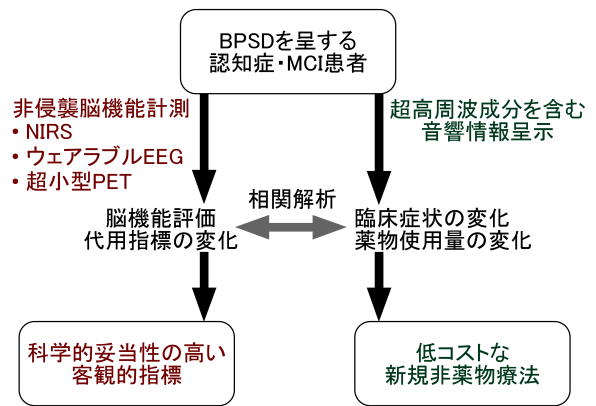 BPSDを呈する
認知症・MCI患者
非侵襲脳機能計測
• NIRS
• ウェアラブルEEG
• 超小型PET
超高周波成分を含む
音響情報呈示
脳機能評価
代用指標の変化
相関解析
臨床症状の変化
薬物使用量の変化
科学的妥当性の高い
客観的指標
低コストな
新規非薬物療法